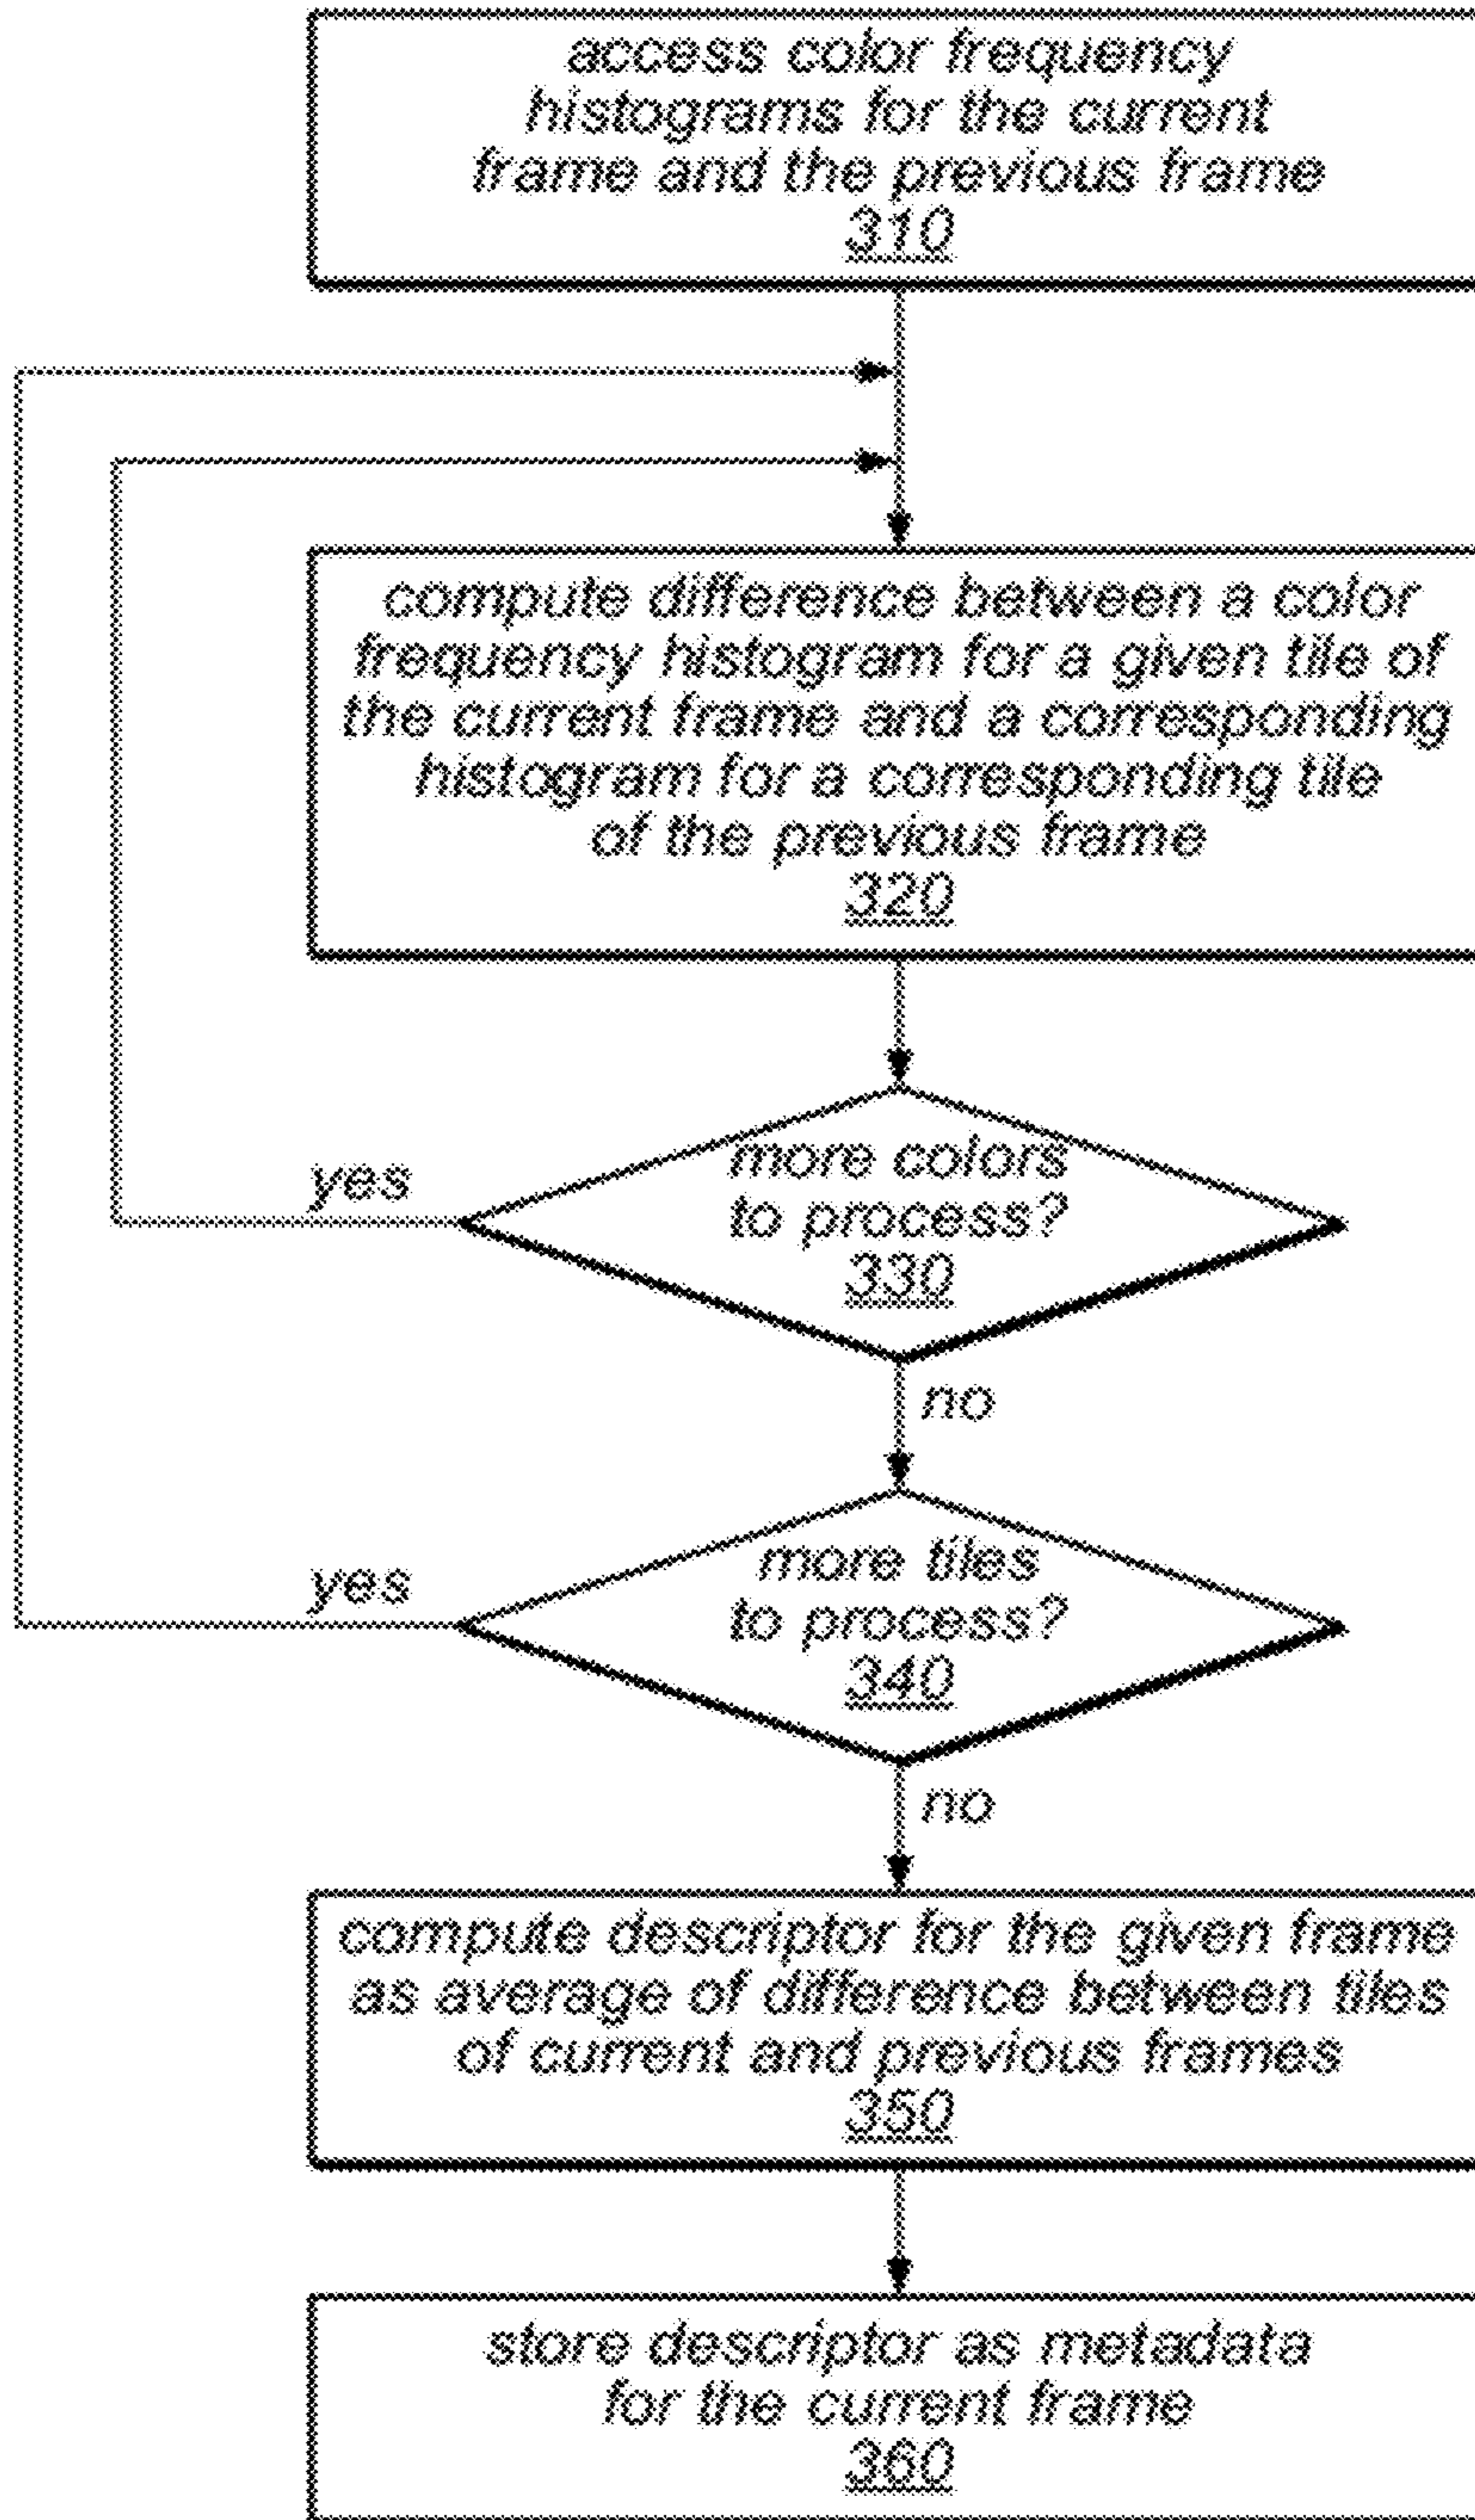 access color frequency
histograms for the current
frame and the previous frame
310
compute difference between a color
frequency histogram for a given tile of
the current frame and a corresponding
histogram for a corresponding tile
of the previous frame
320
more colors
to process?
330
yes
no
more tiles
to process?
340
yes
no
compute descriptor for the given frame
as average of difference between tiles
of current and previous frames
350
store descriptor as metadata
for the current frame
360